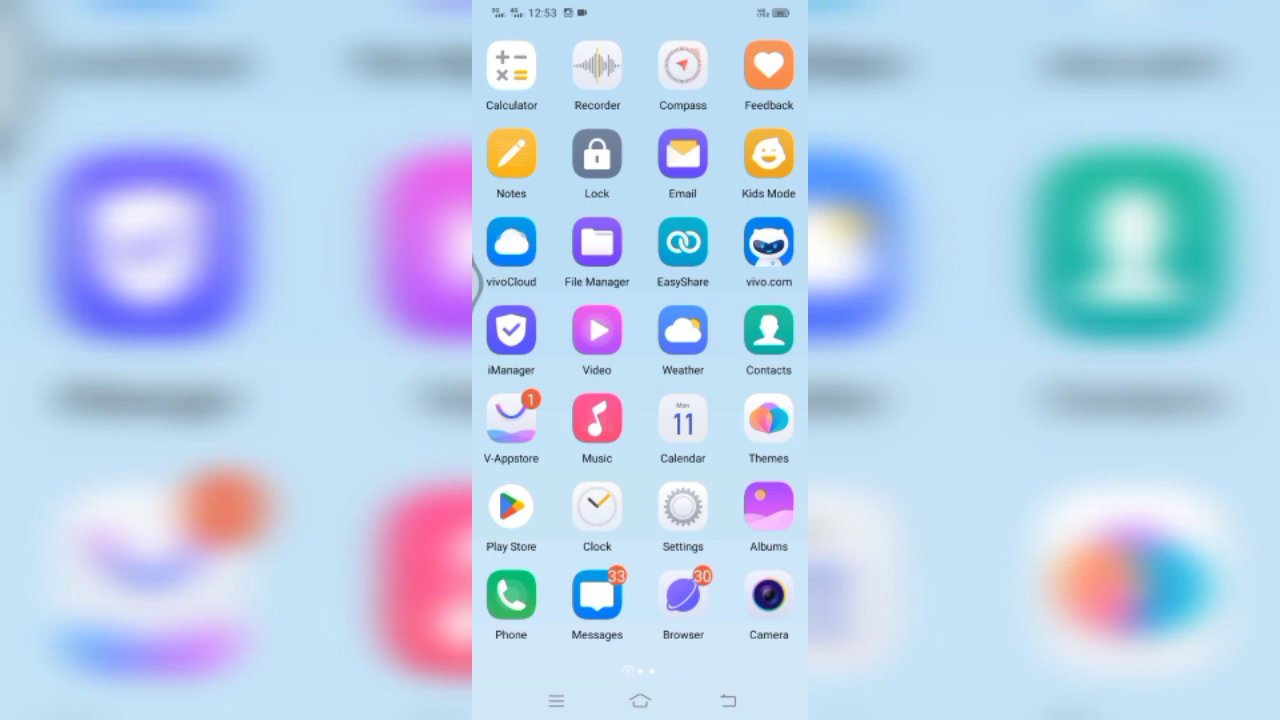 3G 4G 12:53
Calculator Recorder Compass Feedback
Notes Lock Email Kids Mode
vivoCloud File Manager EasyShare vivo.com
iManager Video Weather Contacts
1
Mon
11
V-Appstore Music Calendar Themes
Play Store Clock Settings Albums
33 30
Phone Messages Browser Camera